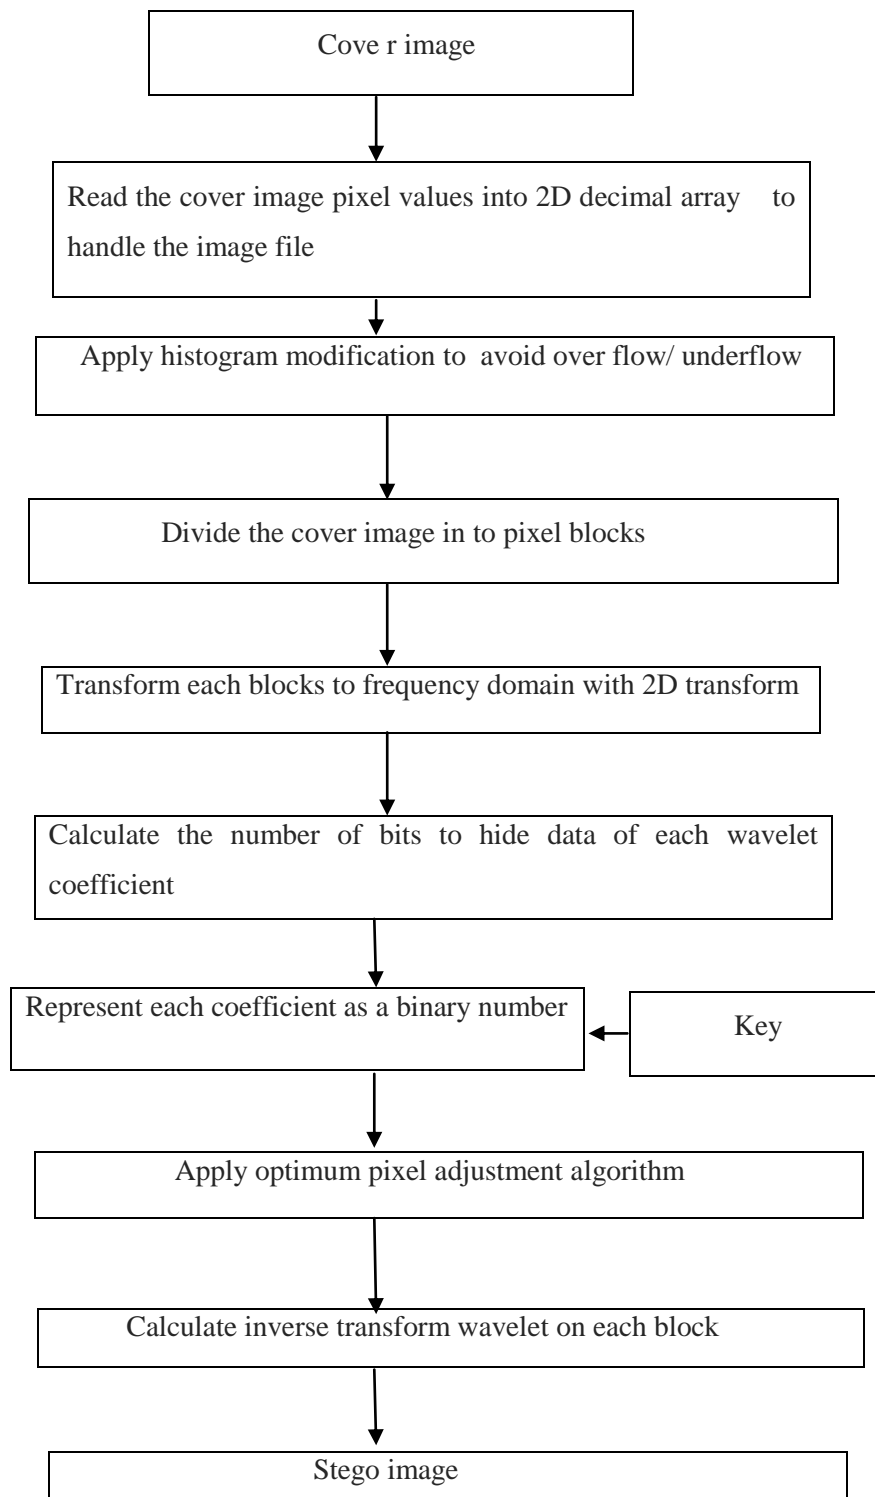 Cove r image
Read the cover image pixel values into 2D decimal array to
handle the image file
Apply histogram modification to avoid over flow/ underflow
Divide the cover image in to pixel blocks
Transform each blocks to frequency domain with 2D transform
Calculate the number of bits to hide data of each wavelet
coefficient
Represent each coefficient as a binary number
Key
Apply optimum pixel adjustment algorithm
Calculate inverse transform wavelet on each block
Stego image